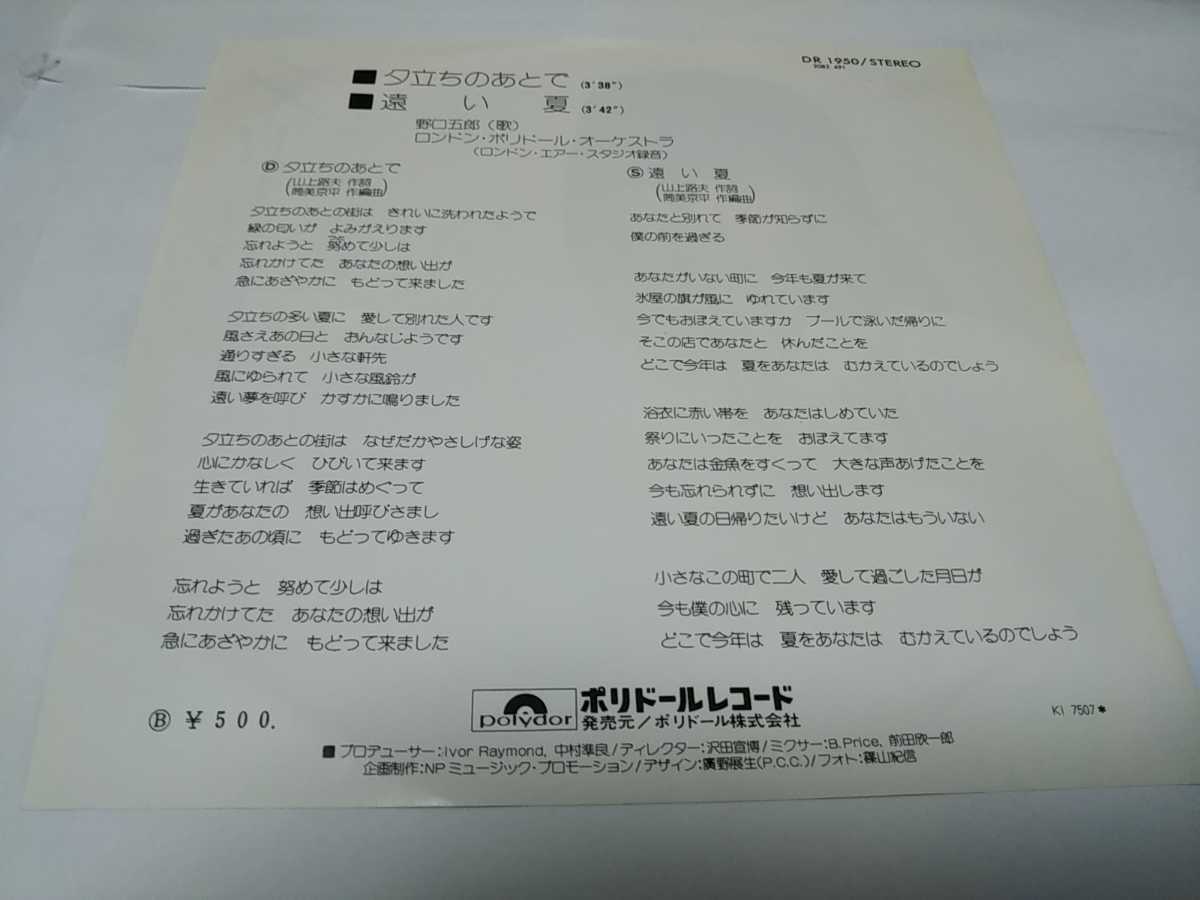 DR 1950/STEREO
■夕立ちのあとで(3'38")
■遠い夏(3'42")
野口五郎(歌)
ロンドン・ポリドール・オーケストラ
(ロンドン・エアー・スタジオ録音)
Ⓓ夕立ちのあとで
(山上路夫 作詞
筒美京平 作編曲)
夕立ちのあとの街は きれいに洗われたようで
緑の匂いが よみがえります
忘れようと 努めて少しは
忘れかけてた あなたの想い出が
急にあざやかに もどって来ました
夕立ちの多い夏に 愛して別れた人です
風さえあの日と おんなじようです
通りすぎる 小さな軒先
風にゆられて 小さな風鈴が
遠い夢を呼び かすかに鳴りました
夕立ちのあとの街は なぜだかやさしげな姿
心にかなしく ひびいて来ます
生きていれば 季節はめぐって
夏があなたの 想い出呼びさまし
過ぎたあの頃に もどってゆきます
忘れようと 努めて少しは
忘れかけてた あなたの想い出が
急にあざやかに もどって来ました
Ⓢ遠い夏
(山上路夫 作詞
筒美京平 作編曲)
あなたと別れて 季節が知らずに
僕の前を過ぎる
あなたがいない町に 今年も夏が来て
氷屋の旗が風に ゆれています
今でもおぼえていますか プールで泳いだ帰りに
そこの店であなたと 休んだことを
どこで今年は 夏をあなたは むかえているのでしょう
浴衣に赤い帯を あなたはしめていた
祭りにいったことを おぼえてます
あなたは金魚をすくって 大きな声あげたことを
今も忘れられずに 想い出します
遠い夏の日帰りたいけど あなたはもういない
小さなこの町で二人 愛して過ごした月日が
今も僕の心に 残っています
どこで今年は 夏をあなたは むかえているのでしょう
Ⓑ ¥500.
polydor
ポリドールレコード
発売元/ポリドール株式会社
KI 7507*
■プロデューサー:Ivor Raymond, 中村準良/ディレクター:沢田宣博/ミクサー:B.Price, 前田欣一郎
企画制作:NPミュージック・プロモーション/デザイン:廣野展生(P.C.C.)/フォト:篠山紀信